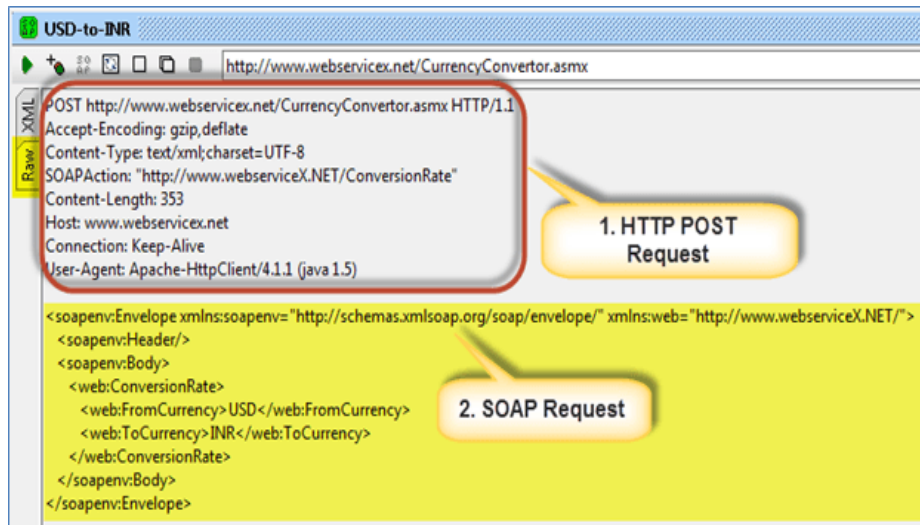 SO
AP
USD-to-INR
SO
AP
http://www.webservicex.net/CurrencyConvertor.asmx
XML
Raw
POST http://www.webservicex.net/CurrencyConvertor.asmx HTTP/1.1
Accept-Encoding: gzip,deflate
Content-Type: text/xml;charset=UTF-8
SOAPAction: "http://www.webserviceX.NET/ConversionRate"
Content-Length: 353
Host: www.webservicex.net
Connection: Keep-Alive
User-Agent: Apache-HttpClient/4.1.1 (java 1.5)
1. HTTP POST
Request
<soapenv:Envelope xmlns:soapenv="http://schemas.xmlsoap.org/soap/envelope/" xmlns:web="http://www.webserviceX.NET/">
<soapenv:Header/>
<soapenv:Body>
<web:ConversionRate>
<web:FromCurrency>USD</web:FromCurrency>
<web:ToCurrency>INR</web:ToCurrency>
</web:ConversionRate>
</soapenv:Body>
</soapenv:Envelope>
2. SOAP Request